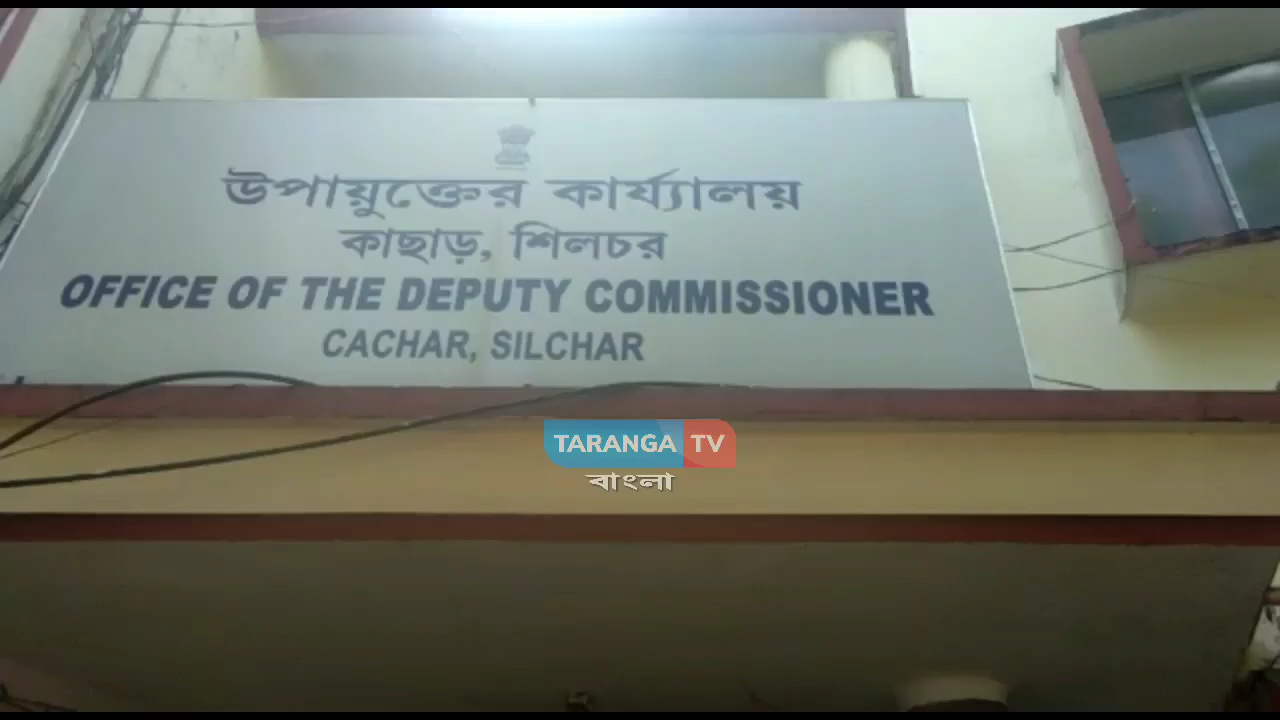 উপায়ুক্তের কার্য্যালয়
কাছাড়, শিলচর
OFFICE OF THE DEPUTY COMMISSIONER
CACHAR, SILCHAR
TARANGA TV
বাংলা